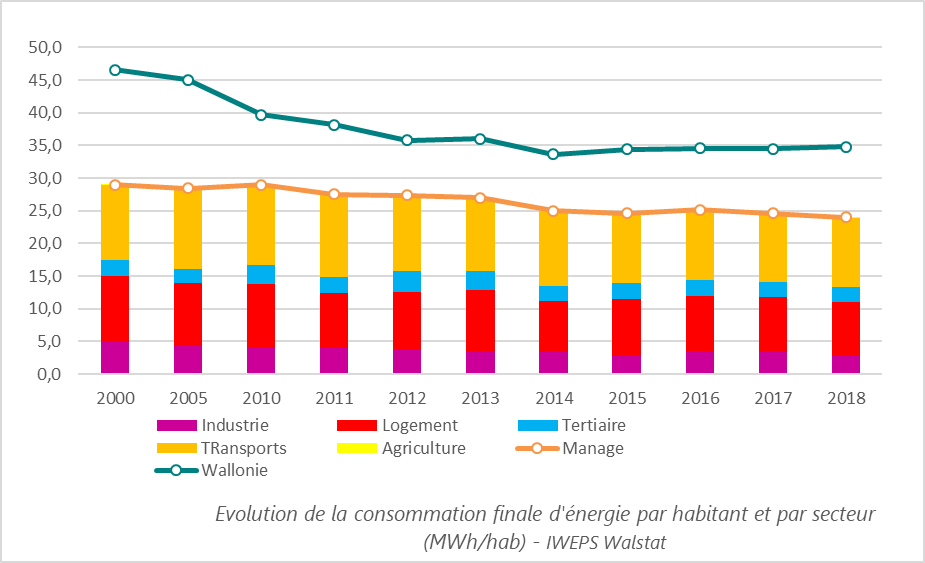 50,0
45,0
40,0
35,0
30,0
25,0
20,0
15,0
10,0
5,0
0,0
2000 2005 2010 2011 2012 2013 2014 2015 2016 2017 2018
Industrie Logement Tertiaire
TRansports Agriculture Manage
Wallonie
Evolution de la consommation finale d'énergie par habitant et par secteur
(MWh/hab) - IWEPS Walstat